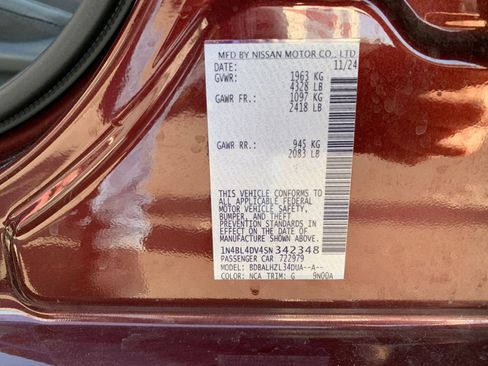 MFD BY NISSAN MOTOR CO., LTD.
DATE: 11/24
GVWR: 1963 KG
4328 LB
GAWR FR.: 1097 KG
2418 LB
GAWR RR.: 945 KG
2083 LB
THIS VEHICLE CONFORMS TO
ALL APPLICABLE FEDERAL
MOTOR VEHICLE SAFETY,
BUMPER, AND THEFT
PREVENTION STANDARDS IN
EFFECT ON THE DATE OF
MANUFACTURE SHOWN ABOVE.
1N4BL4DV4SN342348
PASSENGER CAR 722979
MODEL: BDBALHZL34DUA--A--
COLOR: NCA TRIM: G 9N00A